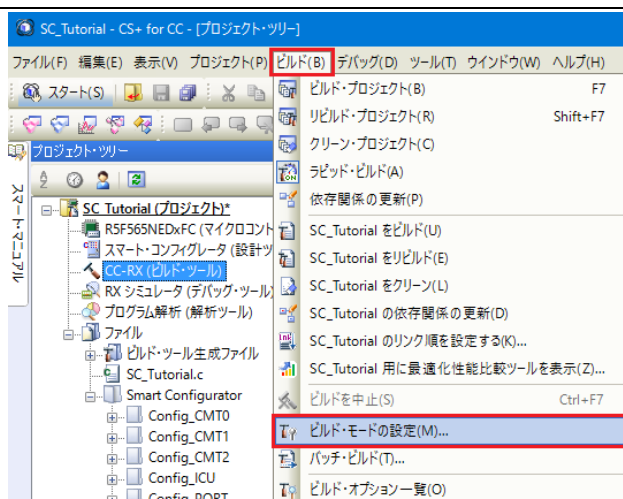 SC_Tutorial - CS+ for CC - [プロジェクト・ツリー]
ファイル(F) 編集(E) 表示(V) プロジェクト(P) ビルド(B) デバッグ(D) ツール(T) ウインドウ(W) ヘルプ(H)
スタート(S)
プロジェクト・ツリー
スマート・マニュアル
SC_Tutorial (プロジェクト)*
R5F565NEDxFC (マイクロコント
スマート・コンフィグレータ (設計ツ
CC-RX (ビルド・ツール)
RX シミュレータ (デバッグ・ツール)
プログラム解析 (解析ツール)
ファイル
ビルド・ツール生成ファイル
SC_Tutorial.c
Smart Configurator
Config_CMT0
Config_CMT1
Config_CMT2
Config_ICU
Config_PORT
ビルド・プロジェクト(B) F7
リビルド・プロジェクト(R) Shift+F7
クリーン・プロジェクト(C)
ラピッド・ビルド(A)
依存関係の更新(P)
SC_Tutorial をビルド(U)
SC_Tutorial をリビルド(E)
SC_Tutorial をクリーン(L)
SC_Tutorial の依存関係の更新(D)
SC_Tutorial のリンク順を設定する(K)...
SC_Tutorial 用に最適化性能比較ツールを表示(Z)...
ビルドを中止(S) Ctrl+F7
ビルド・モードの設定(M)...
バッチ・ビルド(T)...
ビルド・オプション一覧(O)